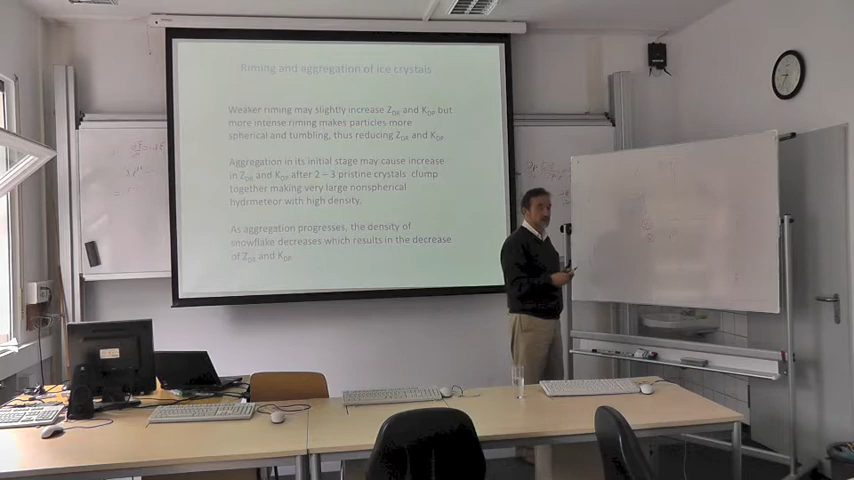 Riming and aggregation of ice crystals
Weaker riming may slightly increase Z_DR and K_DP but
more intense riming makes particles more
spherical and tumbling, thus reducing Z_DR and K_DP
Aggregation in its initial stage may cause increase
in Z_DR and K_DP after 2 – 3 pristine crystals clump
together making very large nonspherical
hydrmeteor with high density.
As aggregation progresses, the density of
snowflake decreases which results in the decrease
of Z_DR and K_DP